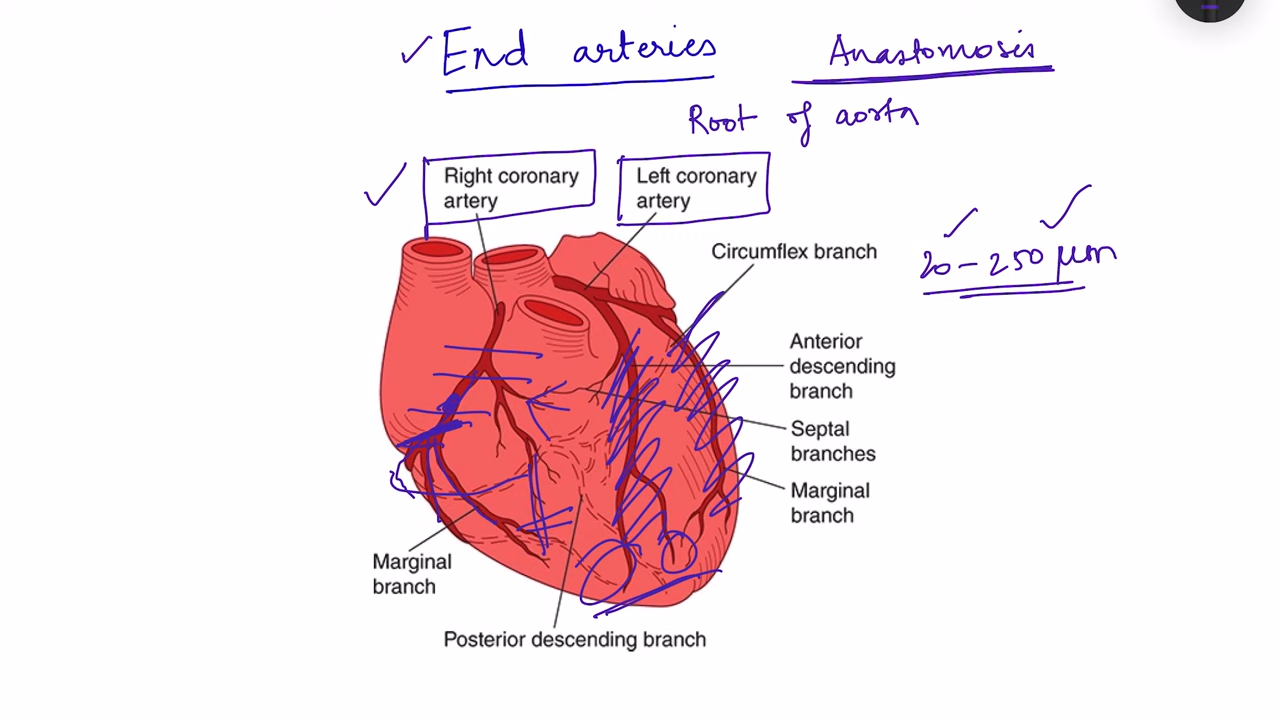 End arteries
Anastomosis
Root of aorta
Right coronary
artery
Left coronary
artery
Circumflex branch
20-250 μm
Anterior
descending
branch
Septal
branches
Marginal
branch
Marginal
branch
Posterior descending branch